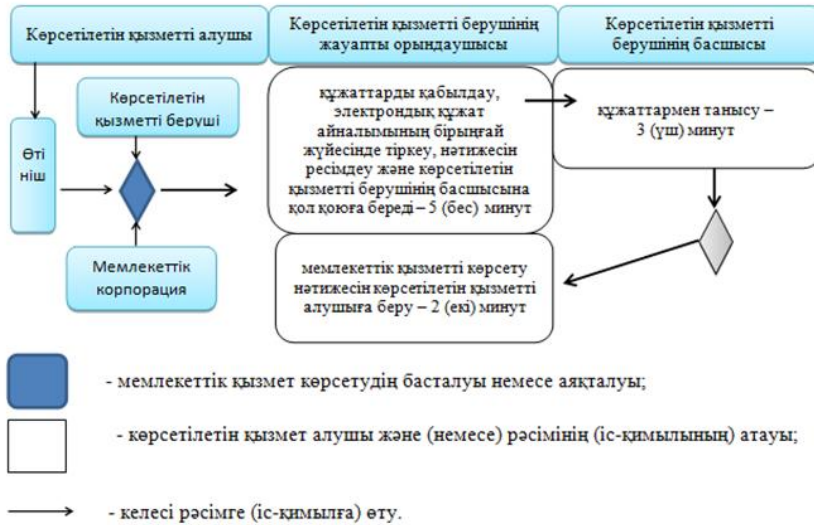 Көрсетілетін қызметті алушы
Көрсетілетін қызметті берушінің
жауапты орындаушысы
Көрсетілетін қызметті
берушінің басшысы
Көрсетілетін
қызметті беруші
Өті
ніш
Мемлекеттік
корпорация
құжаттарды қабылдау,
электрондық құжат
айналымының бірыңғай
жүйесінде тіркеу, нәтижесін
ресімдеу және көрсетілетін
қызметті берушінің басшысына
қол қоюға береді – 5 (бес) минут
құжаттармен танысу –
3 (үш) минут
мемлекеттік қызметті көрсету
нәтижесін көрсетілетін қызметті
алушыға беру – 2 (екі) минут
- мемлекеттік қызмет көрсетудің басталуы немесе аяқталуы;
- көрсетілетін қызмет алушы және (немесе) рәсімінің (іс-қимылының) атауы;
- келесі рәсімге (іс-қимылға) өту.